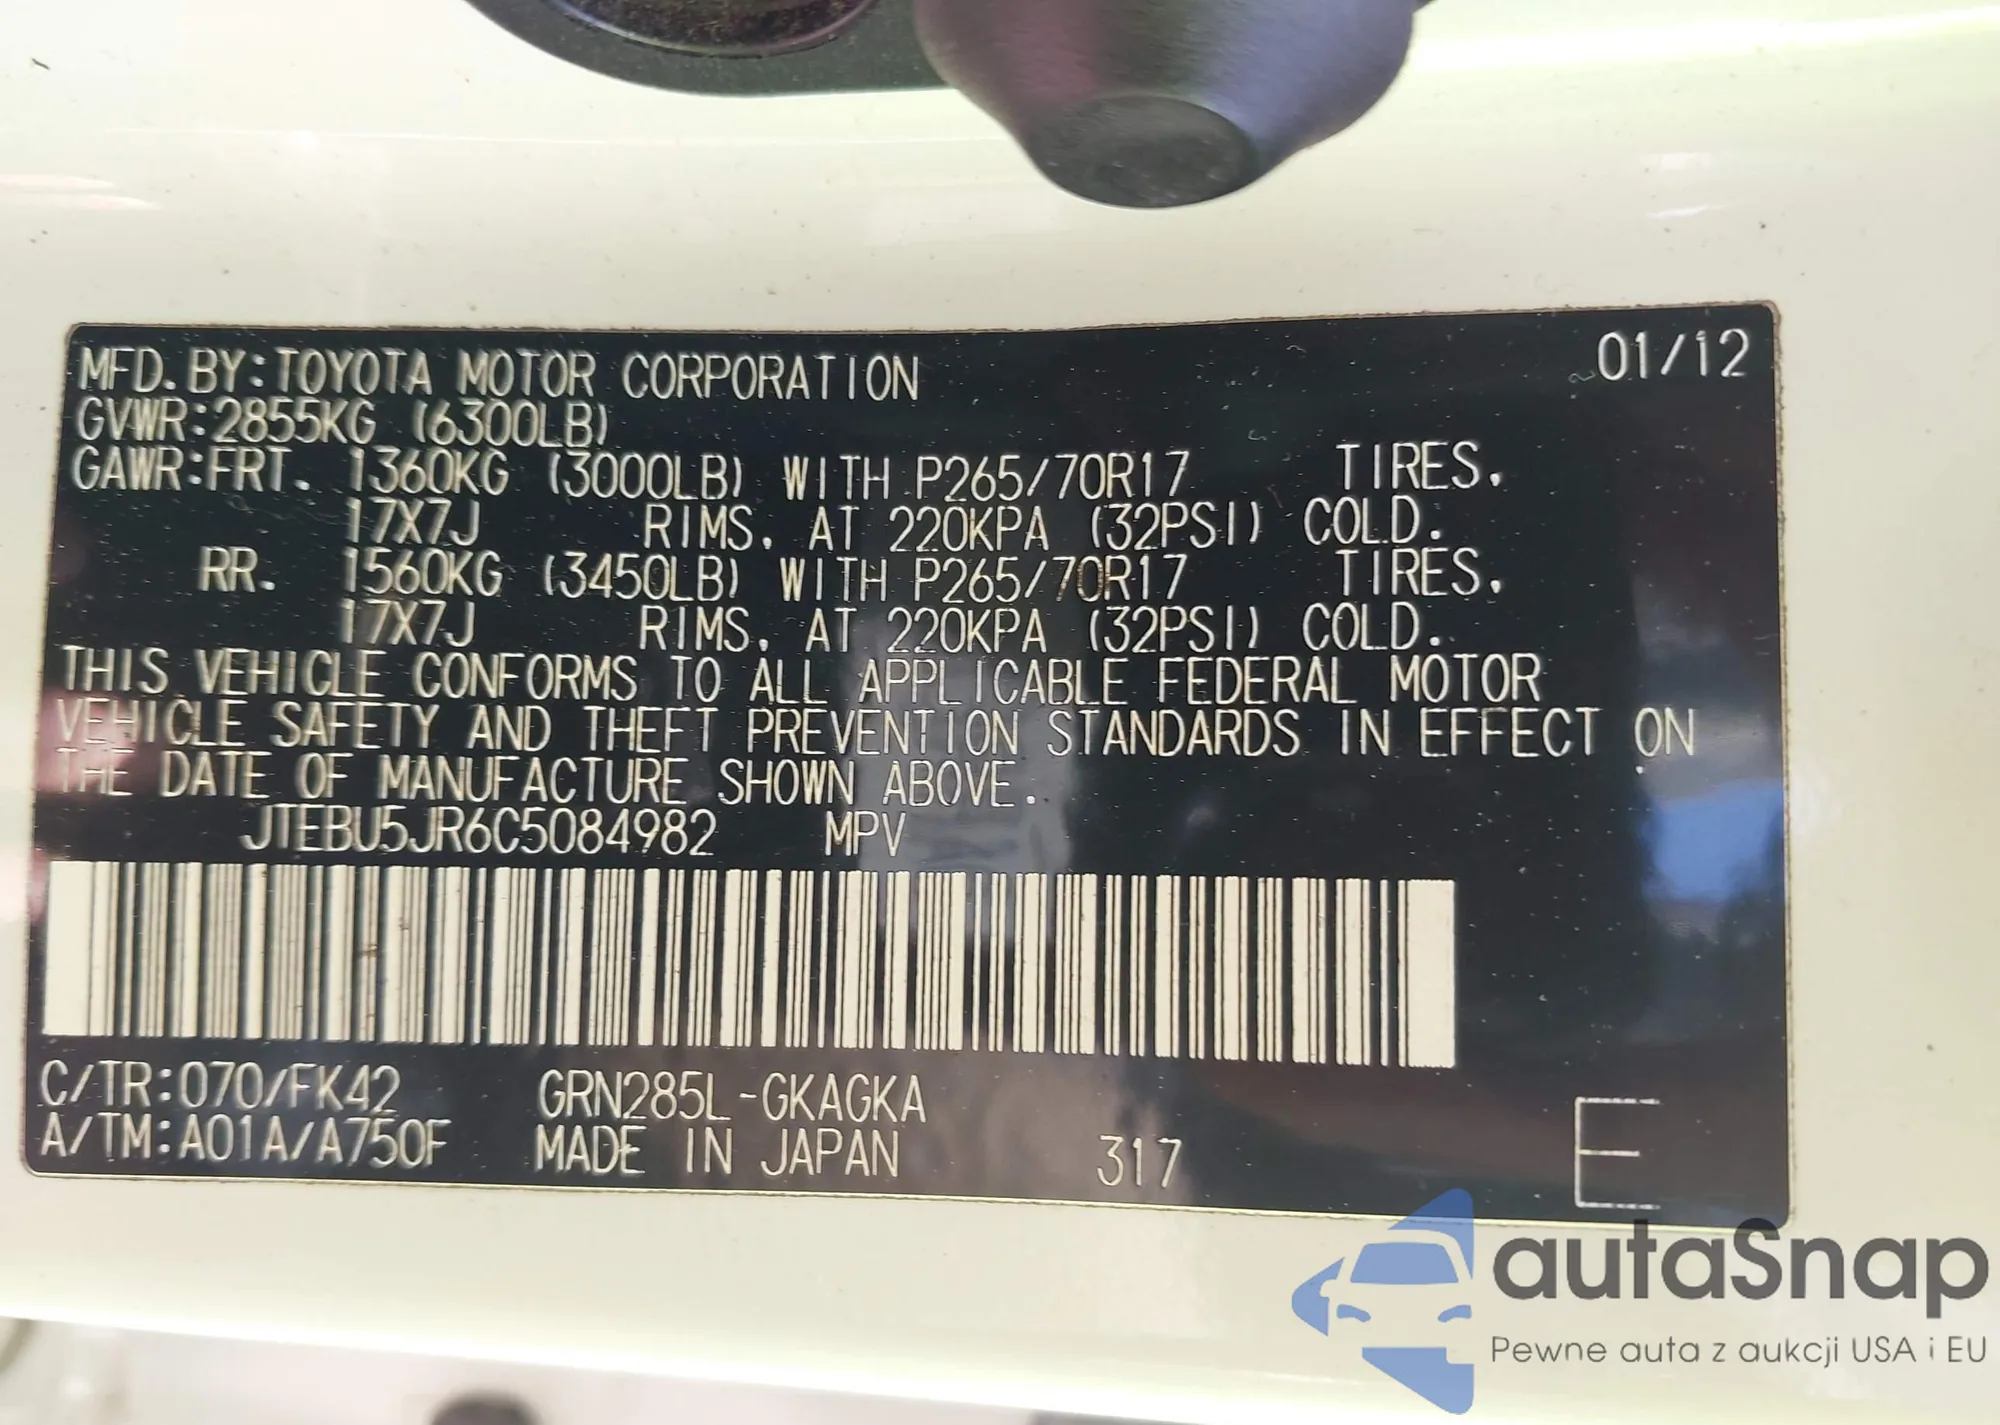 MFD. BY: TOYOTA MOTOR CORPORATION 01/12
GVWR: 2855KG (6300LB)
GAWR: FRT. 1360KG (3000LB) WITH P265/70R17 TIRES,
17X7J RIMS, AT 220KPA (32PSI) COLD.
RR. 1560KG (3450LB) WITH P265/70R17 TIRES,
17X7J RIMS, AT 220KPA (32PSI) COLD.
THIS VEHICLE CONFORMS TO ALL APPLICABLE FEDERAL MOTOR
VEHICLE SAFETY AND THEFT PREVENTION STANDARDS IN EFFECT ON
THE DATE OF MANUFACTURE SHOWN ABOVE.
JTEBU5JR6C5084982 MPV
C/TR: 070/FK42 GRN285L-GKAGKA
A/TM: A01A/A750F MADE IN JAPAN 317 E
autaSnap
Pewne auta z aukcji USA i EU